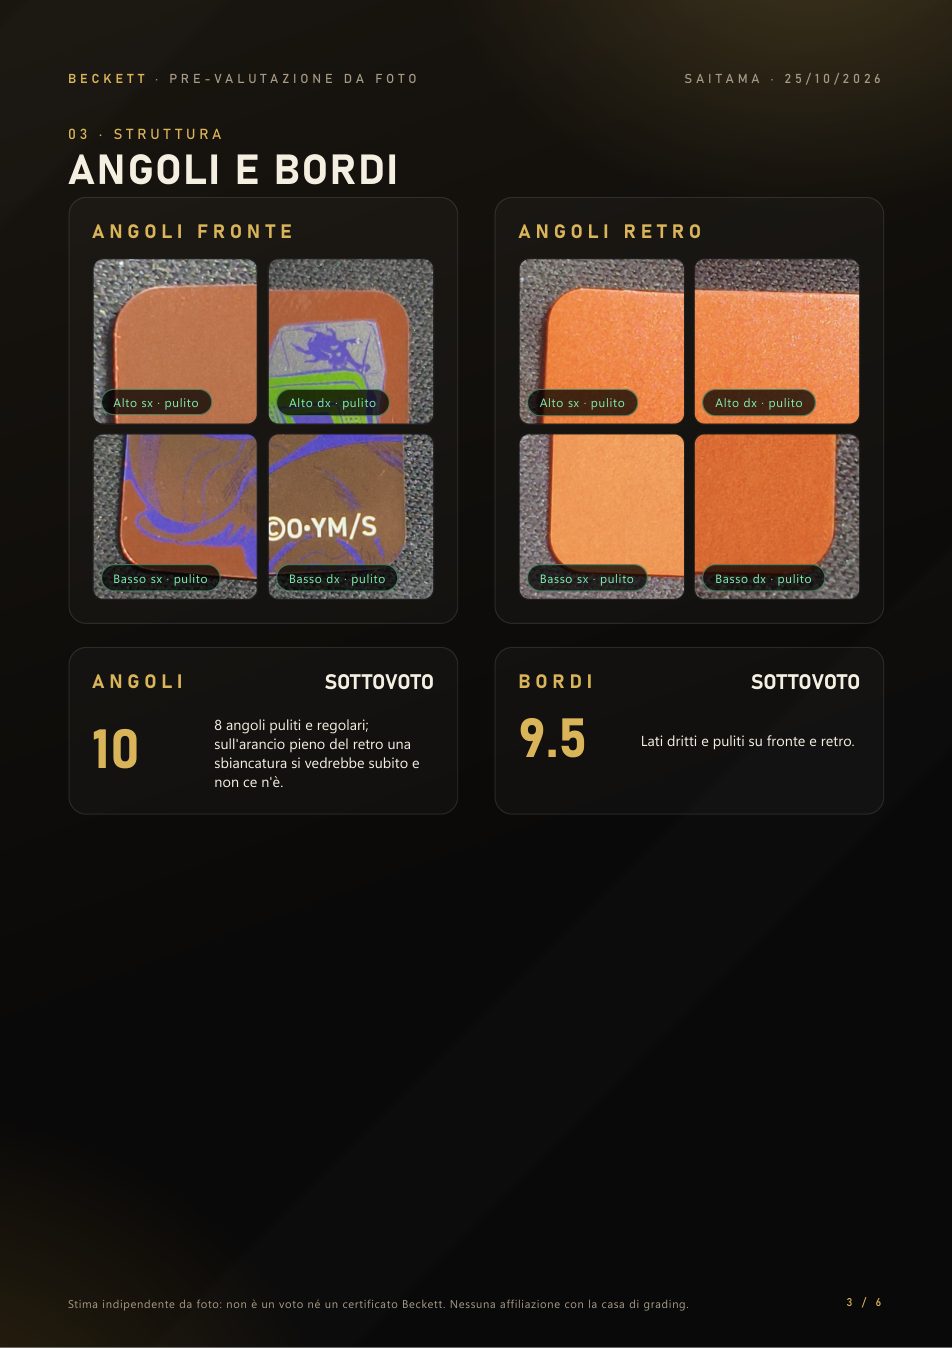 BECKETT · PRE-VALUTAZIONE DA FOTO
SAITAMA · 25/10/2026
03 · STRUTTURA
ANGOLI E BORDI
ANGOLI FRONTE
Alto sx · pulito
Alto dx · pulito
©O•YM/S
Basso sx · pulito
Basso dx · pulito
ANGOLI RETRO
Alto sx · pulito
Alto dx · pulito
Basso sx · pulito
Basso dx · pulito
ANGOLI
SOTTOVOTO
10
8 angoli puliti e regolari;
sull'arancio pieno del retro una
sbiancatura si vedrebbe subito e
non ce n'è.
BORDI
SOTTOVOTO
9.5
Lati dritti e puliti su fronte e retro.
Stima indipendente da foto: non è un voto né un certificato Beckett. Nessuna affiliazione con la casa di grading.
3 / 6